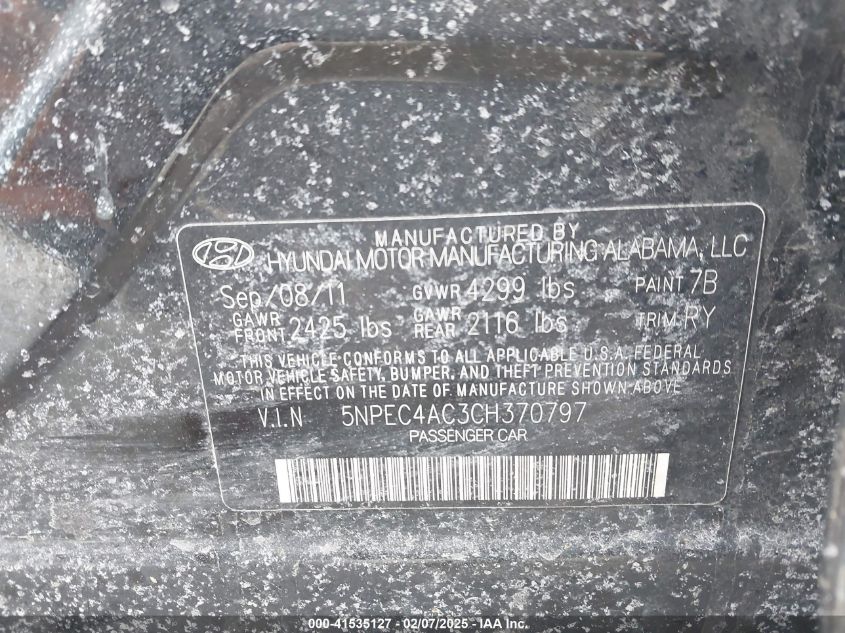 MANUFACTURED BY
HYUNDAI MOTOR MANUFACTURING ALABAMA, LLC
Sep/08/11 GVWR 4299 lbs PAINT 7B
GAWR FRONT 2425 lbs GAWR REAR 2116 lbs TRIM RY
THIS VEHICLE CONFORMS TO ALL APPLICABLE U.S.A. FEDERAL
MOTOR VEHICLE SAFETY, BUMPER, AND THEFT PREVENTION STANDARDS
IN EFFECT ON THE DATE OF MANUFACTURE SHOWN ABOVE
V.I.N 5NPEC4AC3CH370797
PASSENGER CAR
000-41535127 - 02/07/2025 - IAA Inc.